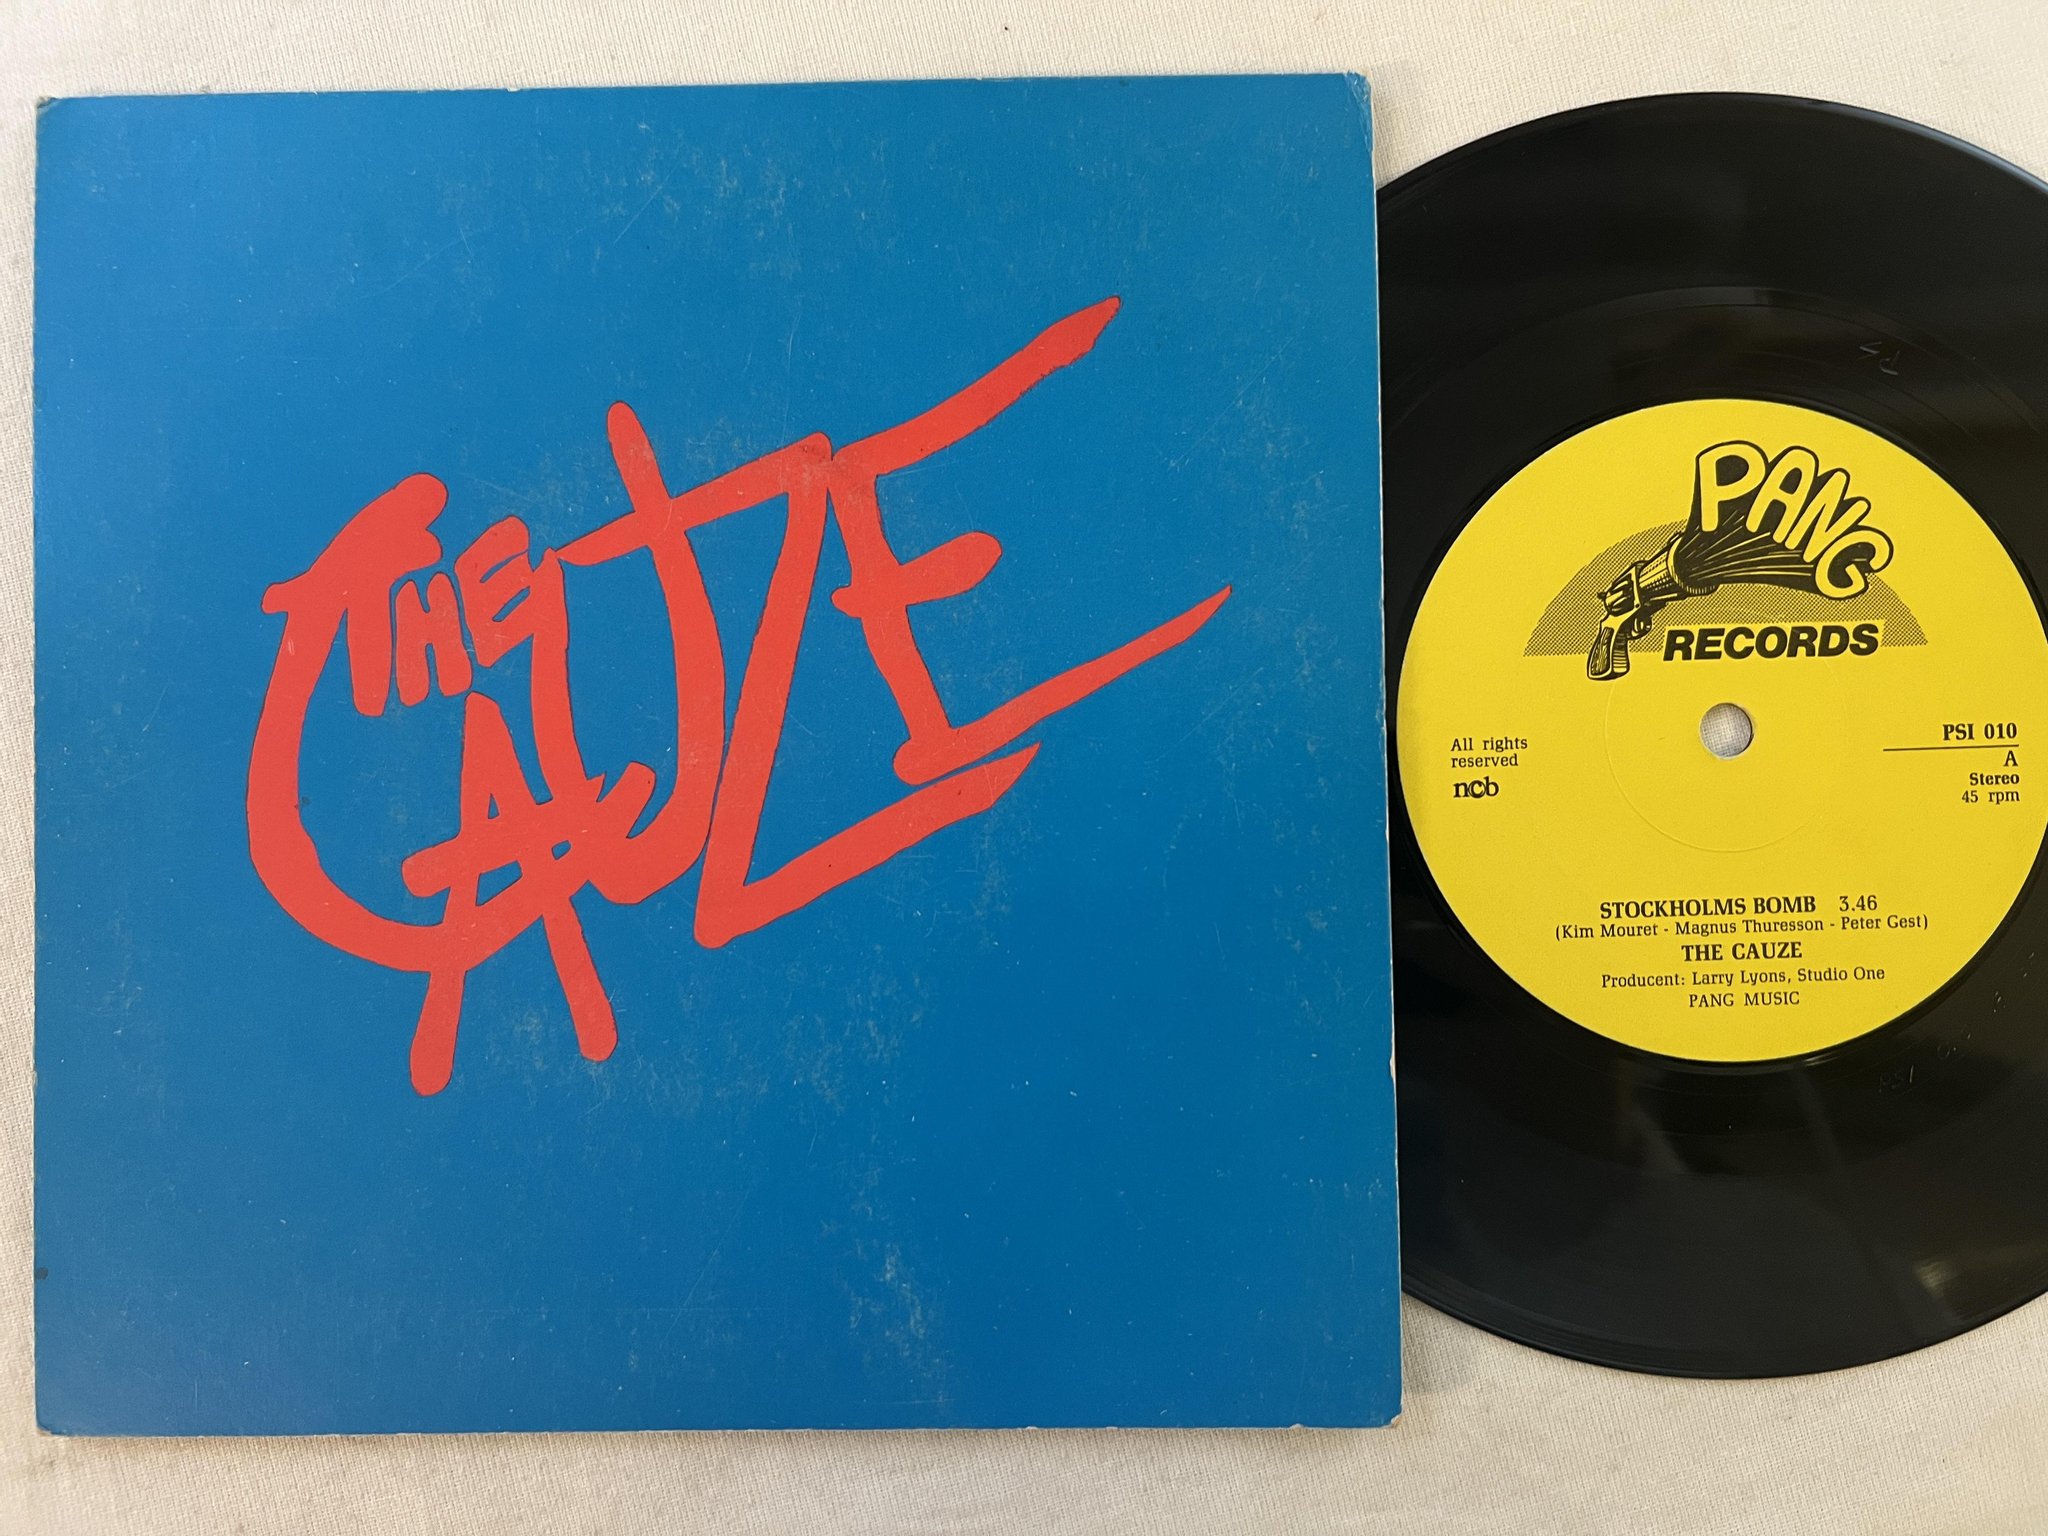 THE
CAUZE
PANG
RECORDS
All rights
reserved
ncb
PSI 010
A
Stereo
45 rpm
STOCKHOLMS BOMB 3.46
(Kim Mouret - Magnus Thuresson - Peter Gest)
THE CAUZE
Producent: Larry Lyons, Studio One
PANG MUSIC